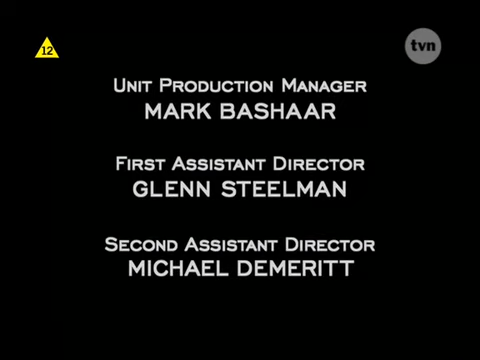 12
tvn
Unit Production Manager
MARK BASHAAR
First Assistant Director
GLENN STEELMAN
Second Assistant Director
MICHAEL DEMERITT